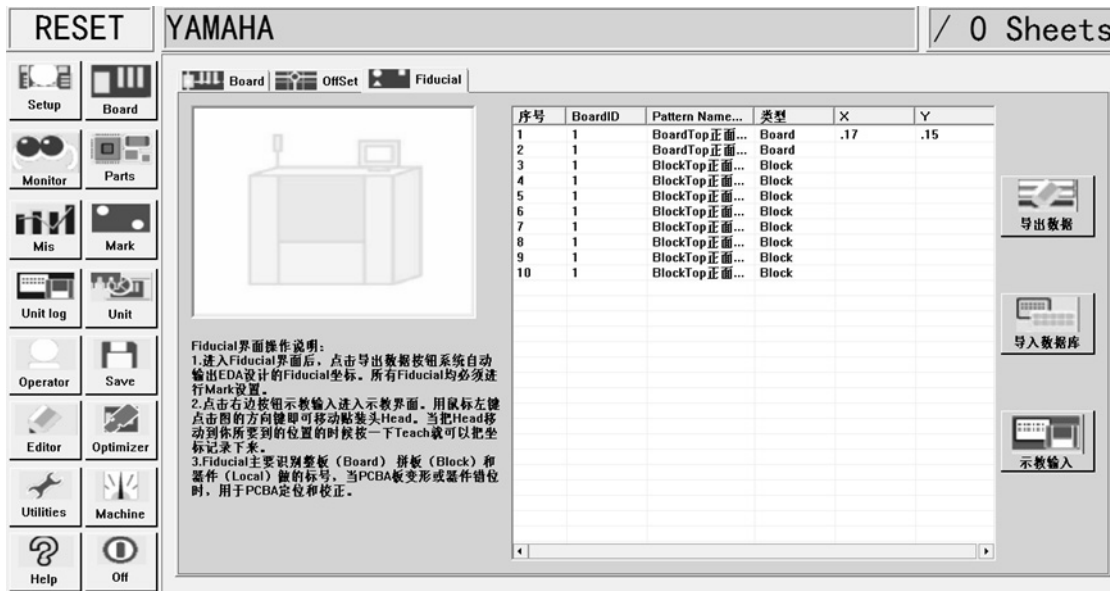 RESET
YAMAHA
/ 0 Sheets
Setup
Board
Monitor
Parts
Mis
Mark
Unit log
Unit
Operator
Save
Editor
Optimizer
Utilities
Machine
Help
Off
Board OffSet Fiducial
Fiducial界面操作说明:
1.进入Fiducial界面后，点击导出数据按钮系统自动
输出EDA设计的Fiducial坐标。所有Fiducial均必须进
行Mark设置。
2.点击右边按钮示教输入进入示教界面。用鼠标左键
点击图的方向键即可移动贴装头Head。当把Head移
动到你所要到的位置的时候按一下Teach就可以把坐
标记录下来。
3.Fiducial主要识别整板（Board） 拼板（Block）和
器件（Local）做的标号，当PCBA板变形或器件错位
时，用于PCBA定位和校正。
序号 BoardID Pattern Name... 类型 X Y
1 1 BoardTop正面... Board .17 .15
2 1 BoardTop正面... Board
3 1 BlockTop正面... Block
4 1 BlockTop正面... Block
5 1 BlockTop正面... Block
6 1 BlockTop正面... Block
7 1 BlockTop正面... Block
8 1 BlockTop正面... Block
9 1 BlockTop正面... Block
10 1 BlockTop正面... Block
导出数据
导入数据库
示教输入